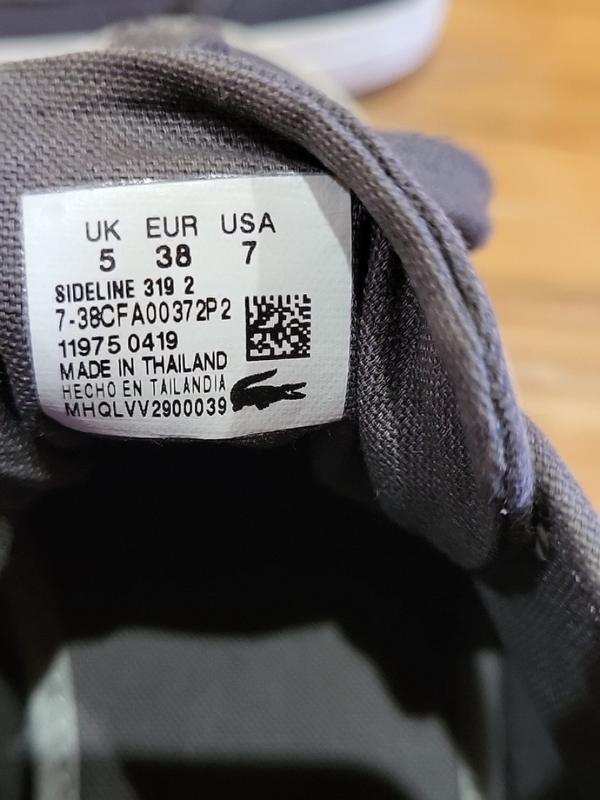 UK EUR USA
5 38 7
SIDELINE 319 2
7-38CFA00372P2
11975 0419
MADE IN THAILAND
HECHO EN TAILANDIA
MHQLVV2900039